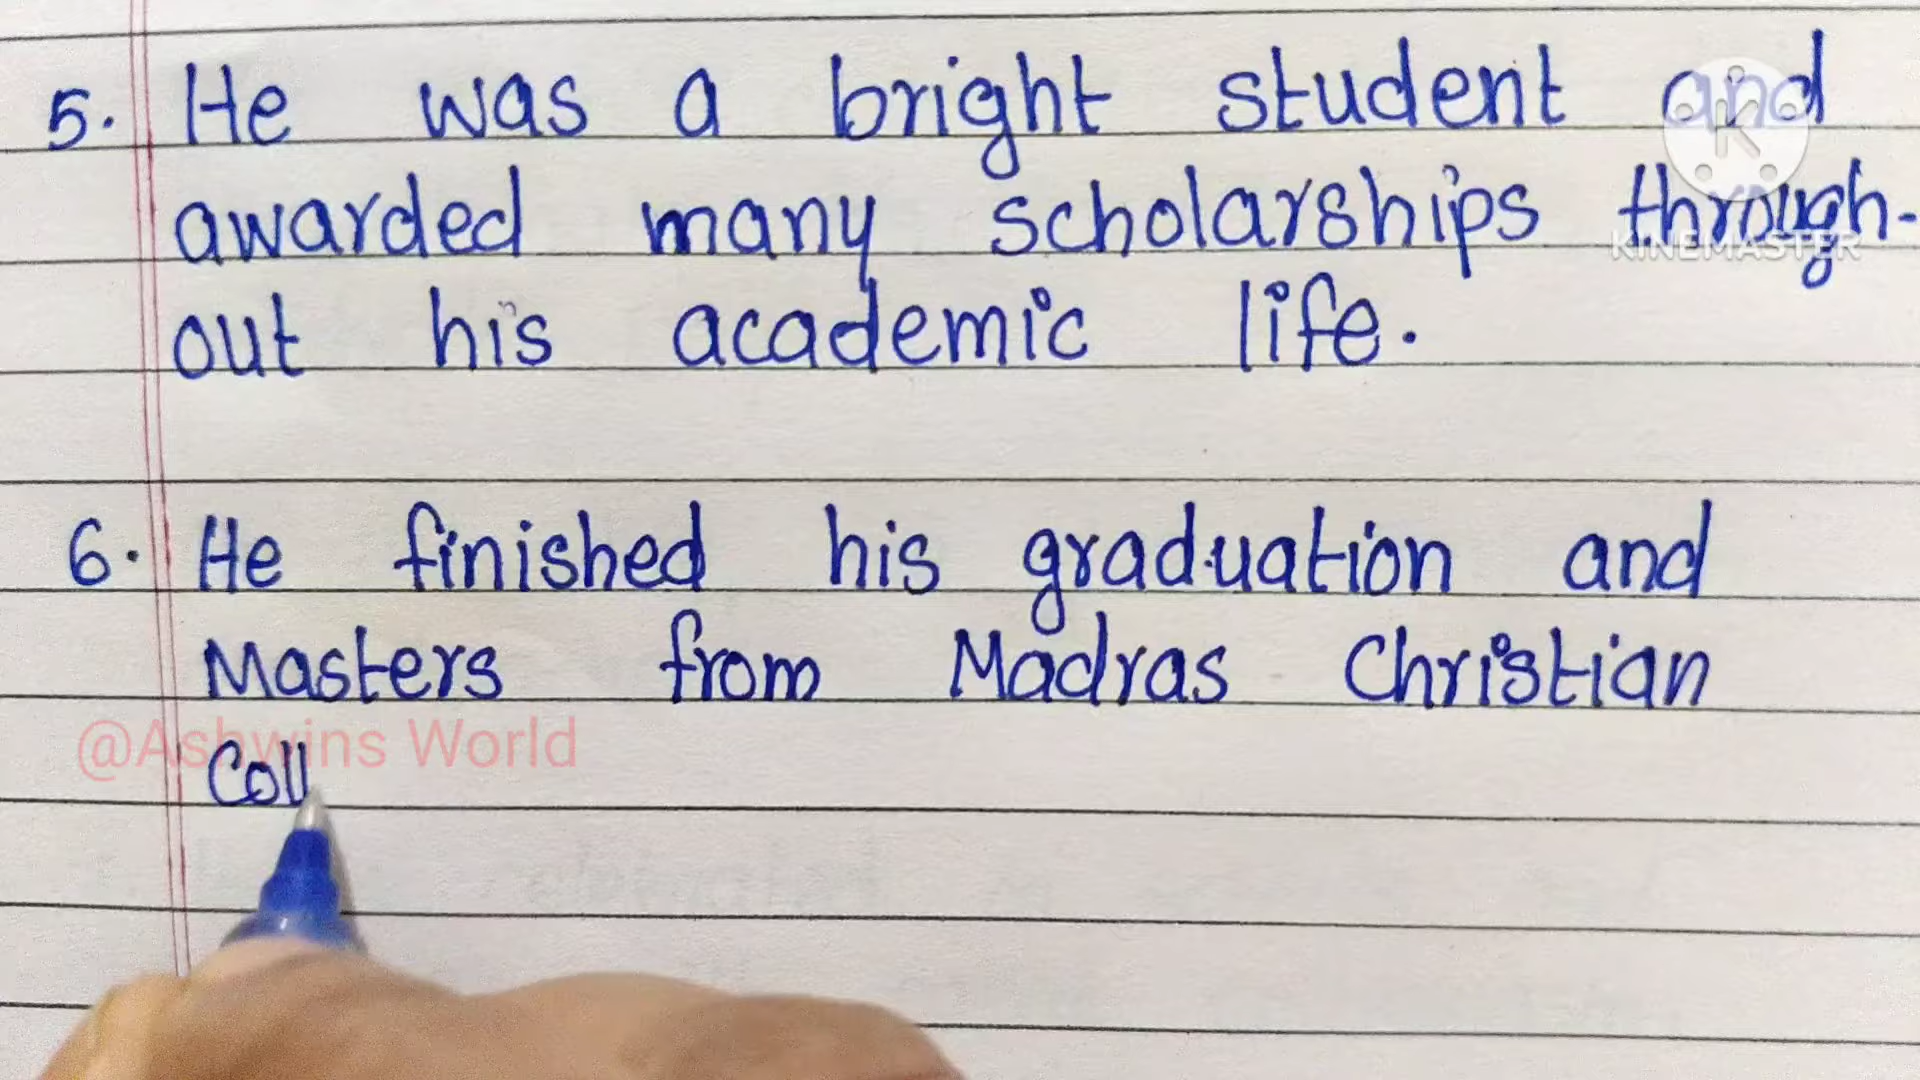 5. He was a bright student and
awarded many scholarships through-
out his academic life.
6. He finished his graduation and
Masters from Madras Christian
Coll
KINEMASTER
@Ashwins World